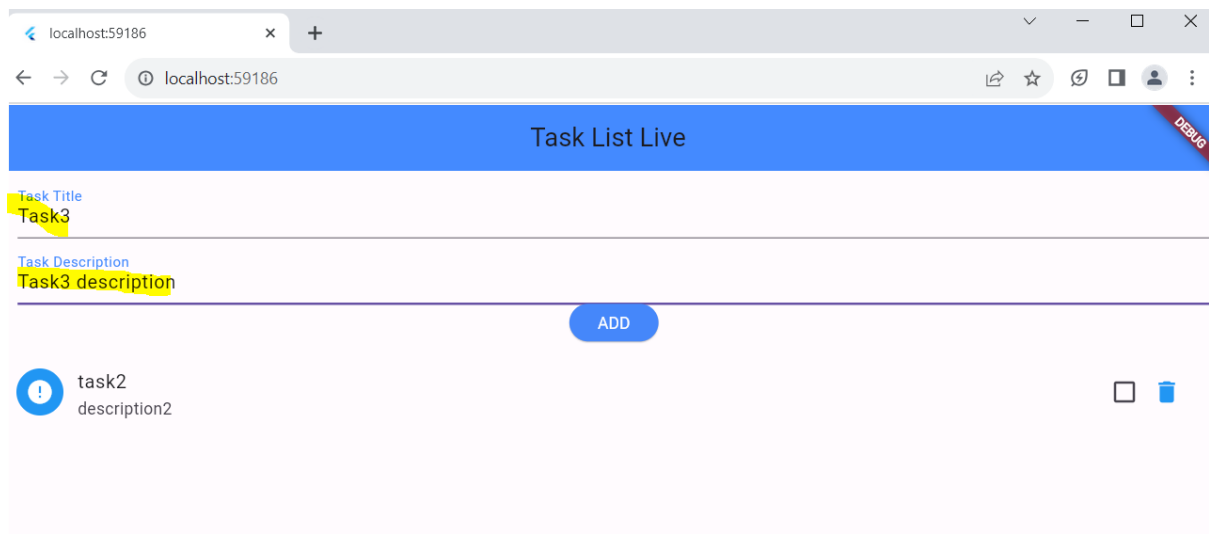 localhost:59186
localhost:59186
Task List Live
DEBUG
Task Title
Task3
Task Description
Task3 description
ADD
task2
description2